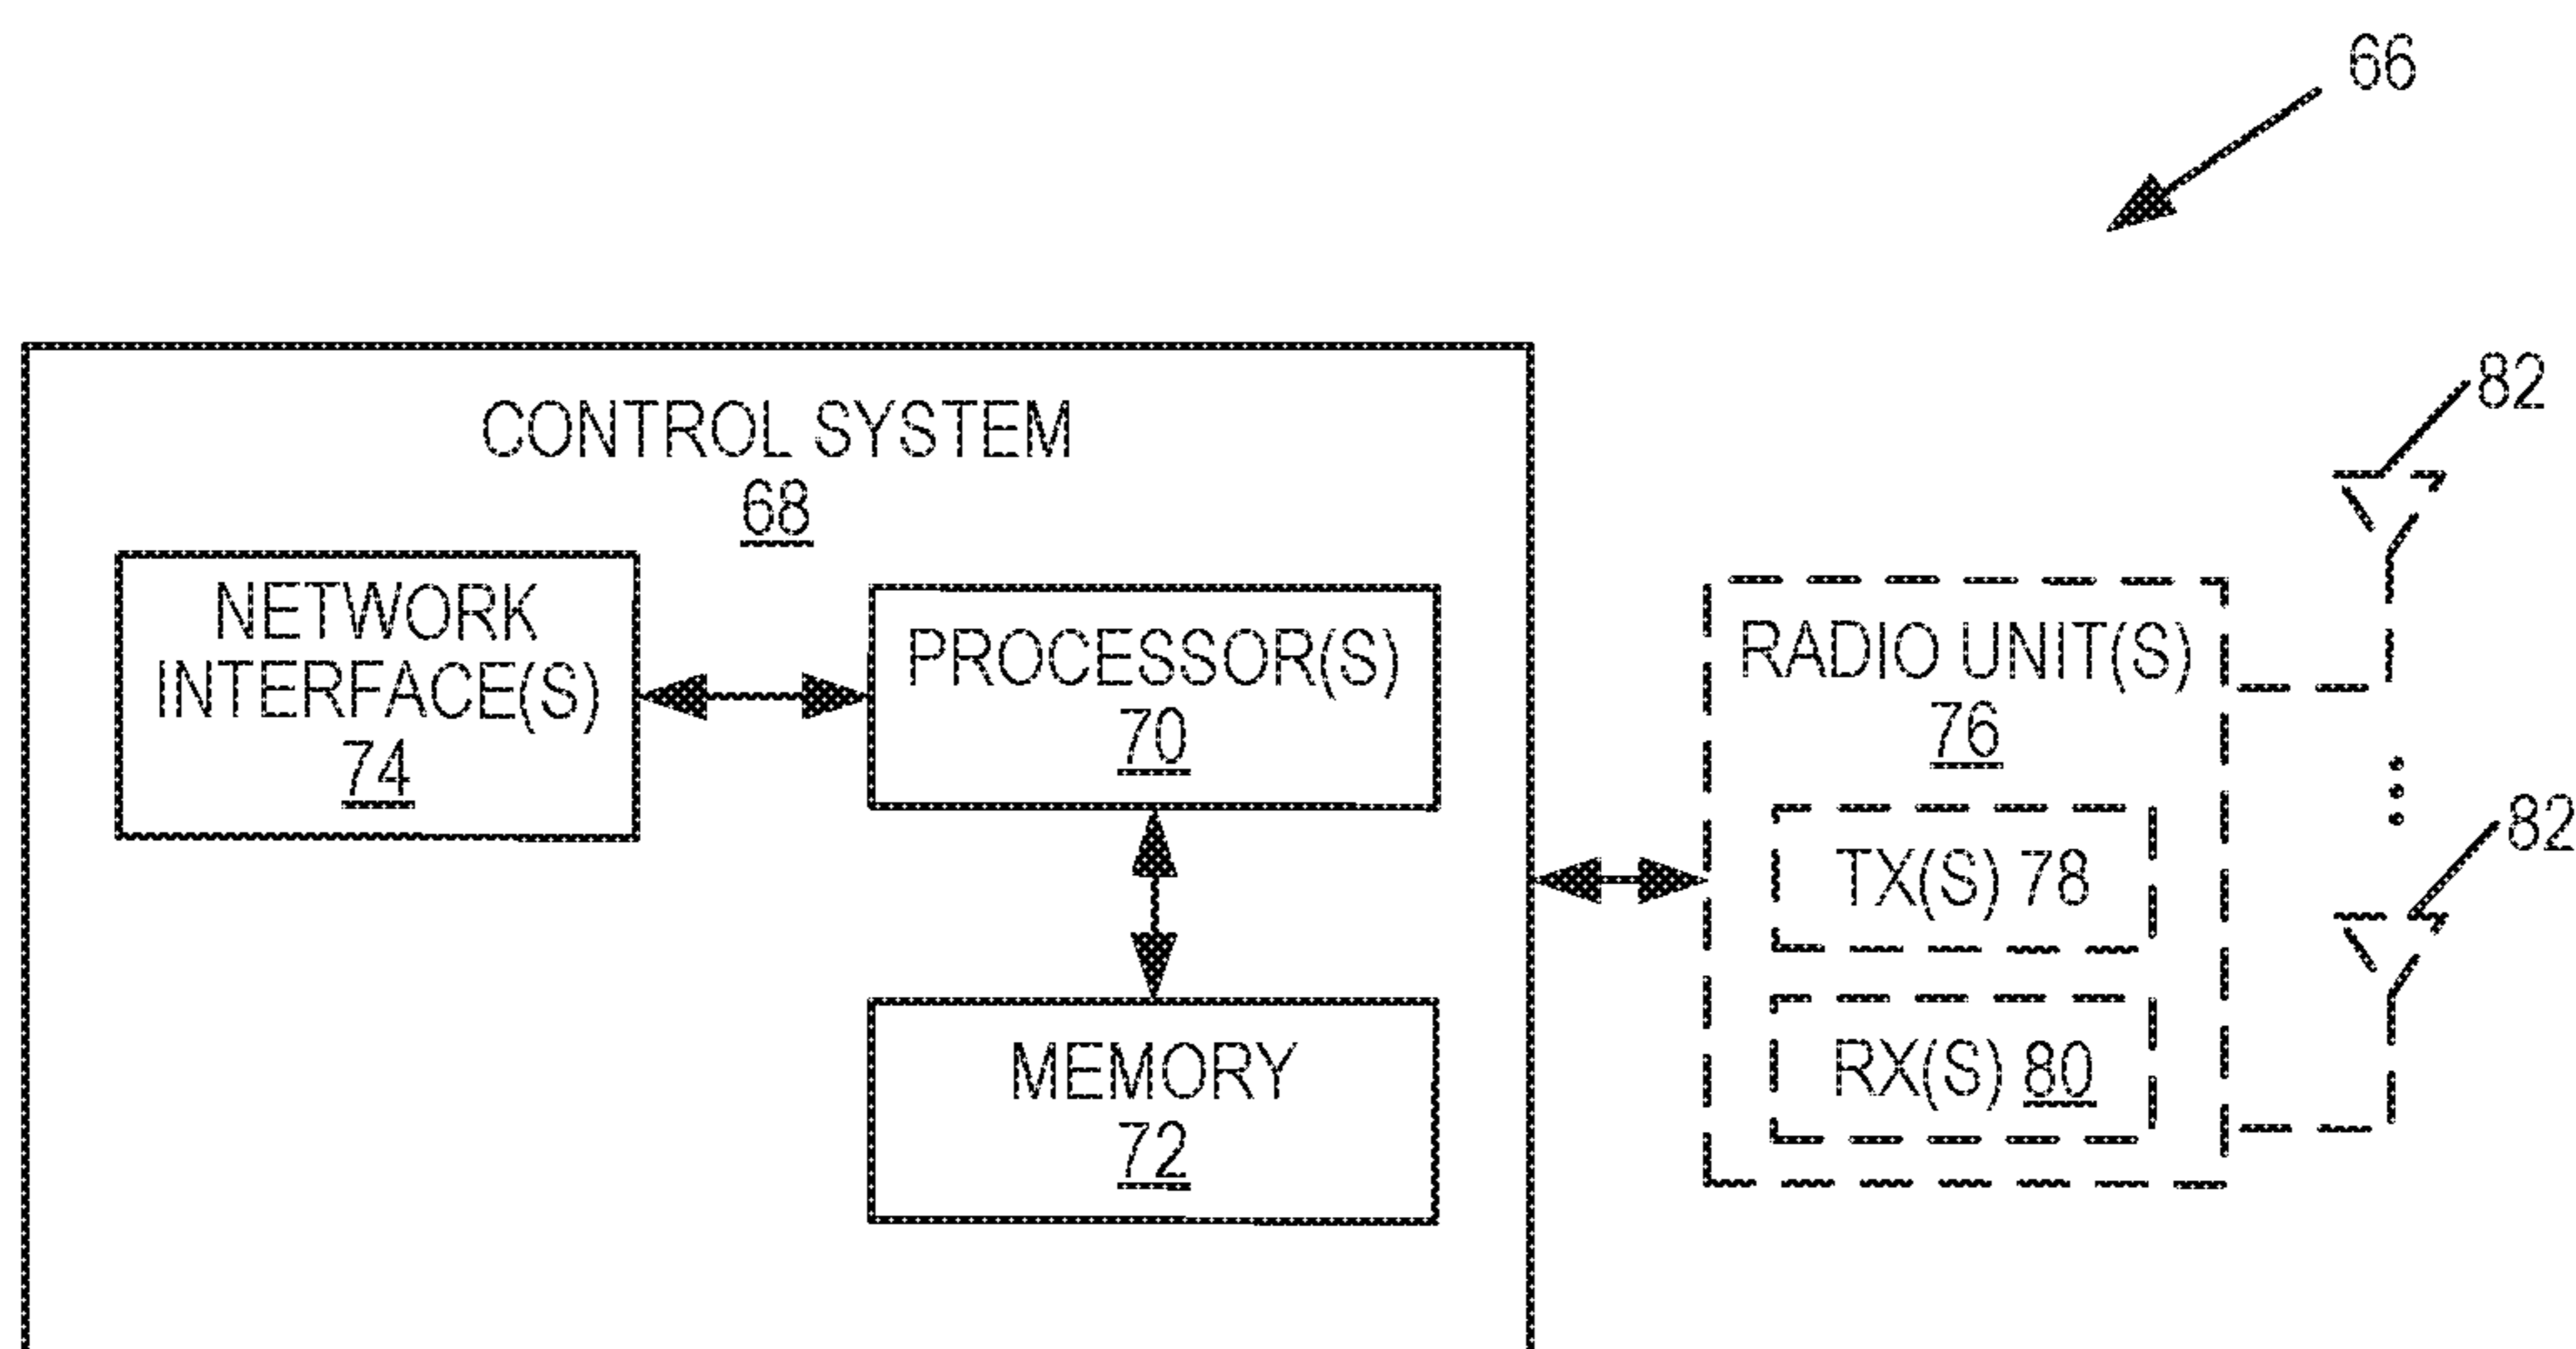 66
CONTROL SYSTEM
68
NETWORK
INTERFACE(S)
74
PROCESSOR(S)
70
MEMORY
72
RADIO UNIT(S)
76
TX(S) 78
RX(S) 80
82
82